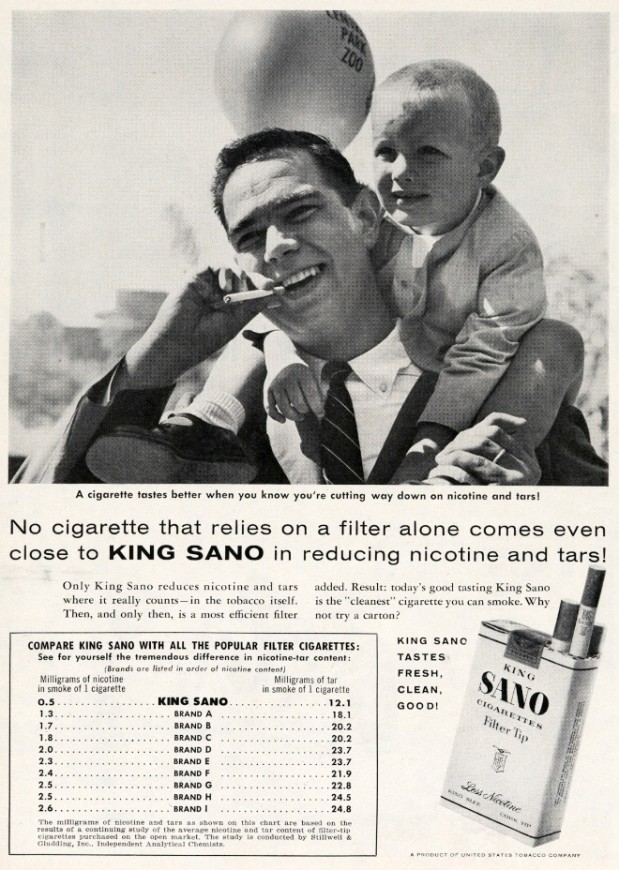 CENTRAL
PARK
ZOO
A cigarette tastes better when you know you're cutting way down on nicotine and tars!
No cigarette that relies on a filter alone comes even
close to KING SANO in reducing nicotine and tars!
Only King Sano reduces nicotine and tars
where it really counts—in the tobacco itself.
Then, and only then, is a most efficient filter
added. Result: today's good tasting King Sano
is the "cleanest" cigarette you can smoke. Why
not try a carton?
COMPARE KING SANO WITH ALL THE POPULAR FILTER CIGARETTES:
See for yourself the tremendous difference in nicotine-tar content:
(Brands are listed in order of nicotine content)
Milligrams of nicotine
in smoke of 1 cigarette
Milligrams of tar
in smoke of 1 cigarette
0.5 KING SANO 12.1
1.3 BRAND A 18.1
1.7 BRAND B 20.2
1.8 BRAND C 20.2
2.0 BRAND D 23.7
2.3 BRAND E 23.7
2.4 BRAND F 21.9
2.5 BRAND G 22.8
2.5 BRAND H 24.5
2.6 BRAND I 24.8
The milligrams of nicotine and tars as shown on this chart are based on the
results of a continuing study of the average nicotine and tar content of filter-tip
cigarettes purchased on the open market. The study is conducted by Stillwell &
Gladding, Inc., Independent Analytical Chemists.
KING SANO
TASTES
FRESH,
CLEAN,
GOOD!
KING
SANO
CIGARETTES
Filter Tip
Less Nicotine
KING SIZE
CORK TIP
A PRODUCT OF UNITED STATES TOBACCO COMPANY